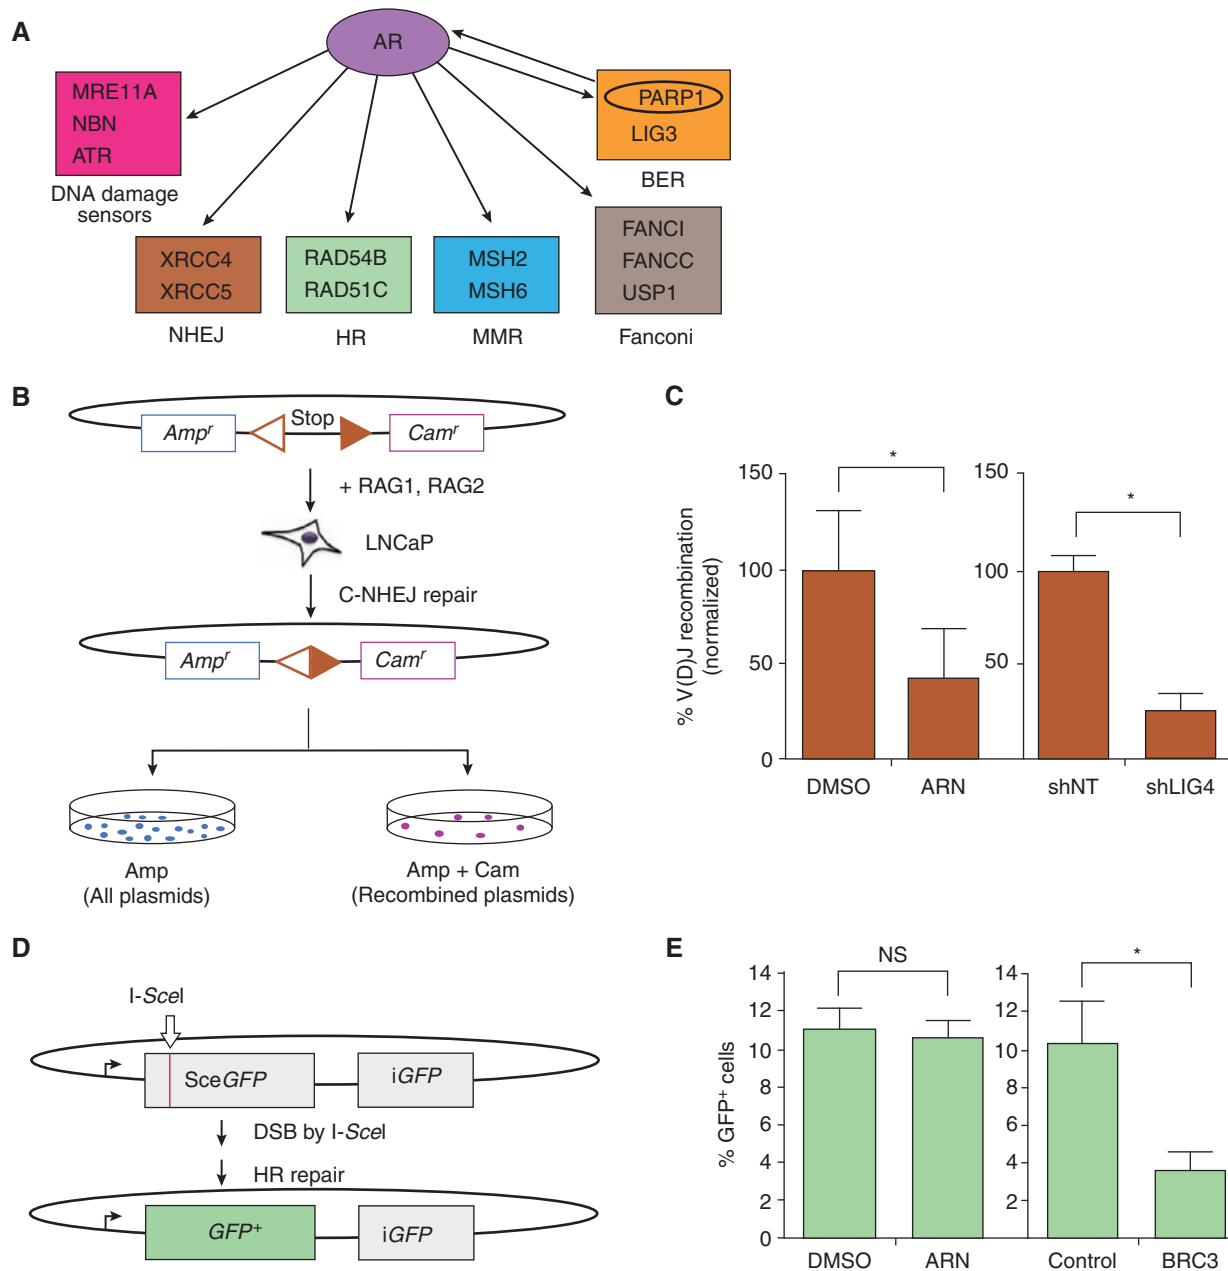 A
AR
MRE11A
NBN
ATR
DNA damage
sensors
PARP1
LIG3
BER
XRCC4
XRCC5
NHEJ
RAD54B
RAD51C
HR
MSH2
MSH6
MMR
FANCI
FANCC
USP1
Fanconi
B
Ampʳ
Stop
Camʳ
+ RAG1, RAG2
LNCaP
C-NHEJ repair
Ampʳ
Camʳ
Amp
(All plasmids)
Amp + Cam
(Recombined plasmids)
C
% V(D)J recombination
(normalized)
150
100
50
0
*
DMSO
ARN
150
100
50
*
shNT
shLIG4
D
I-SceI
SceGFP
iGFP
DSB by I-SceI
HR repair
GFP⁺
iGFP
E
% GFP⁺ cells
14
12
10
8
6
4
2
0
NS
DMSO
ARN
14
12
10
8
6
4
2
*
Control
BRC3